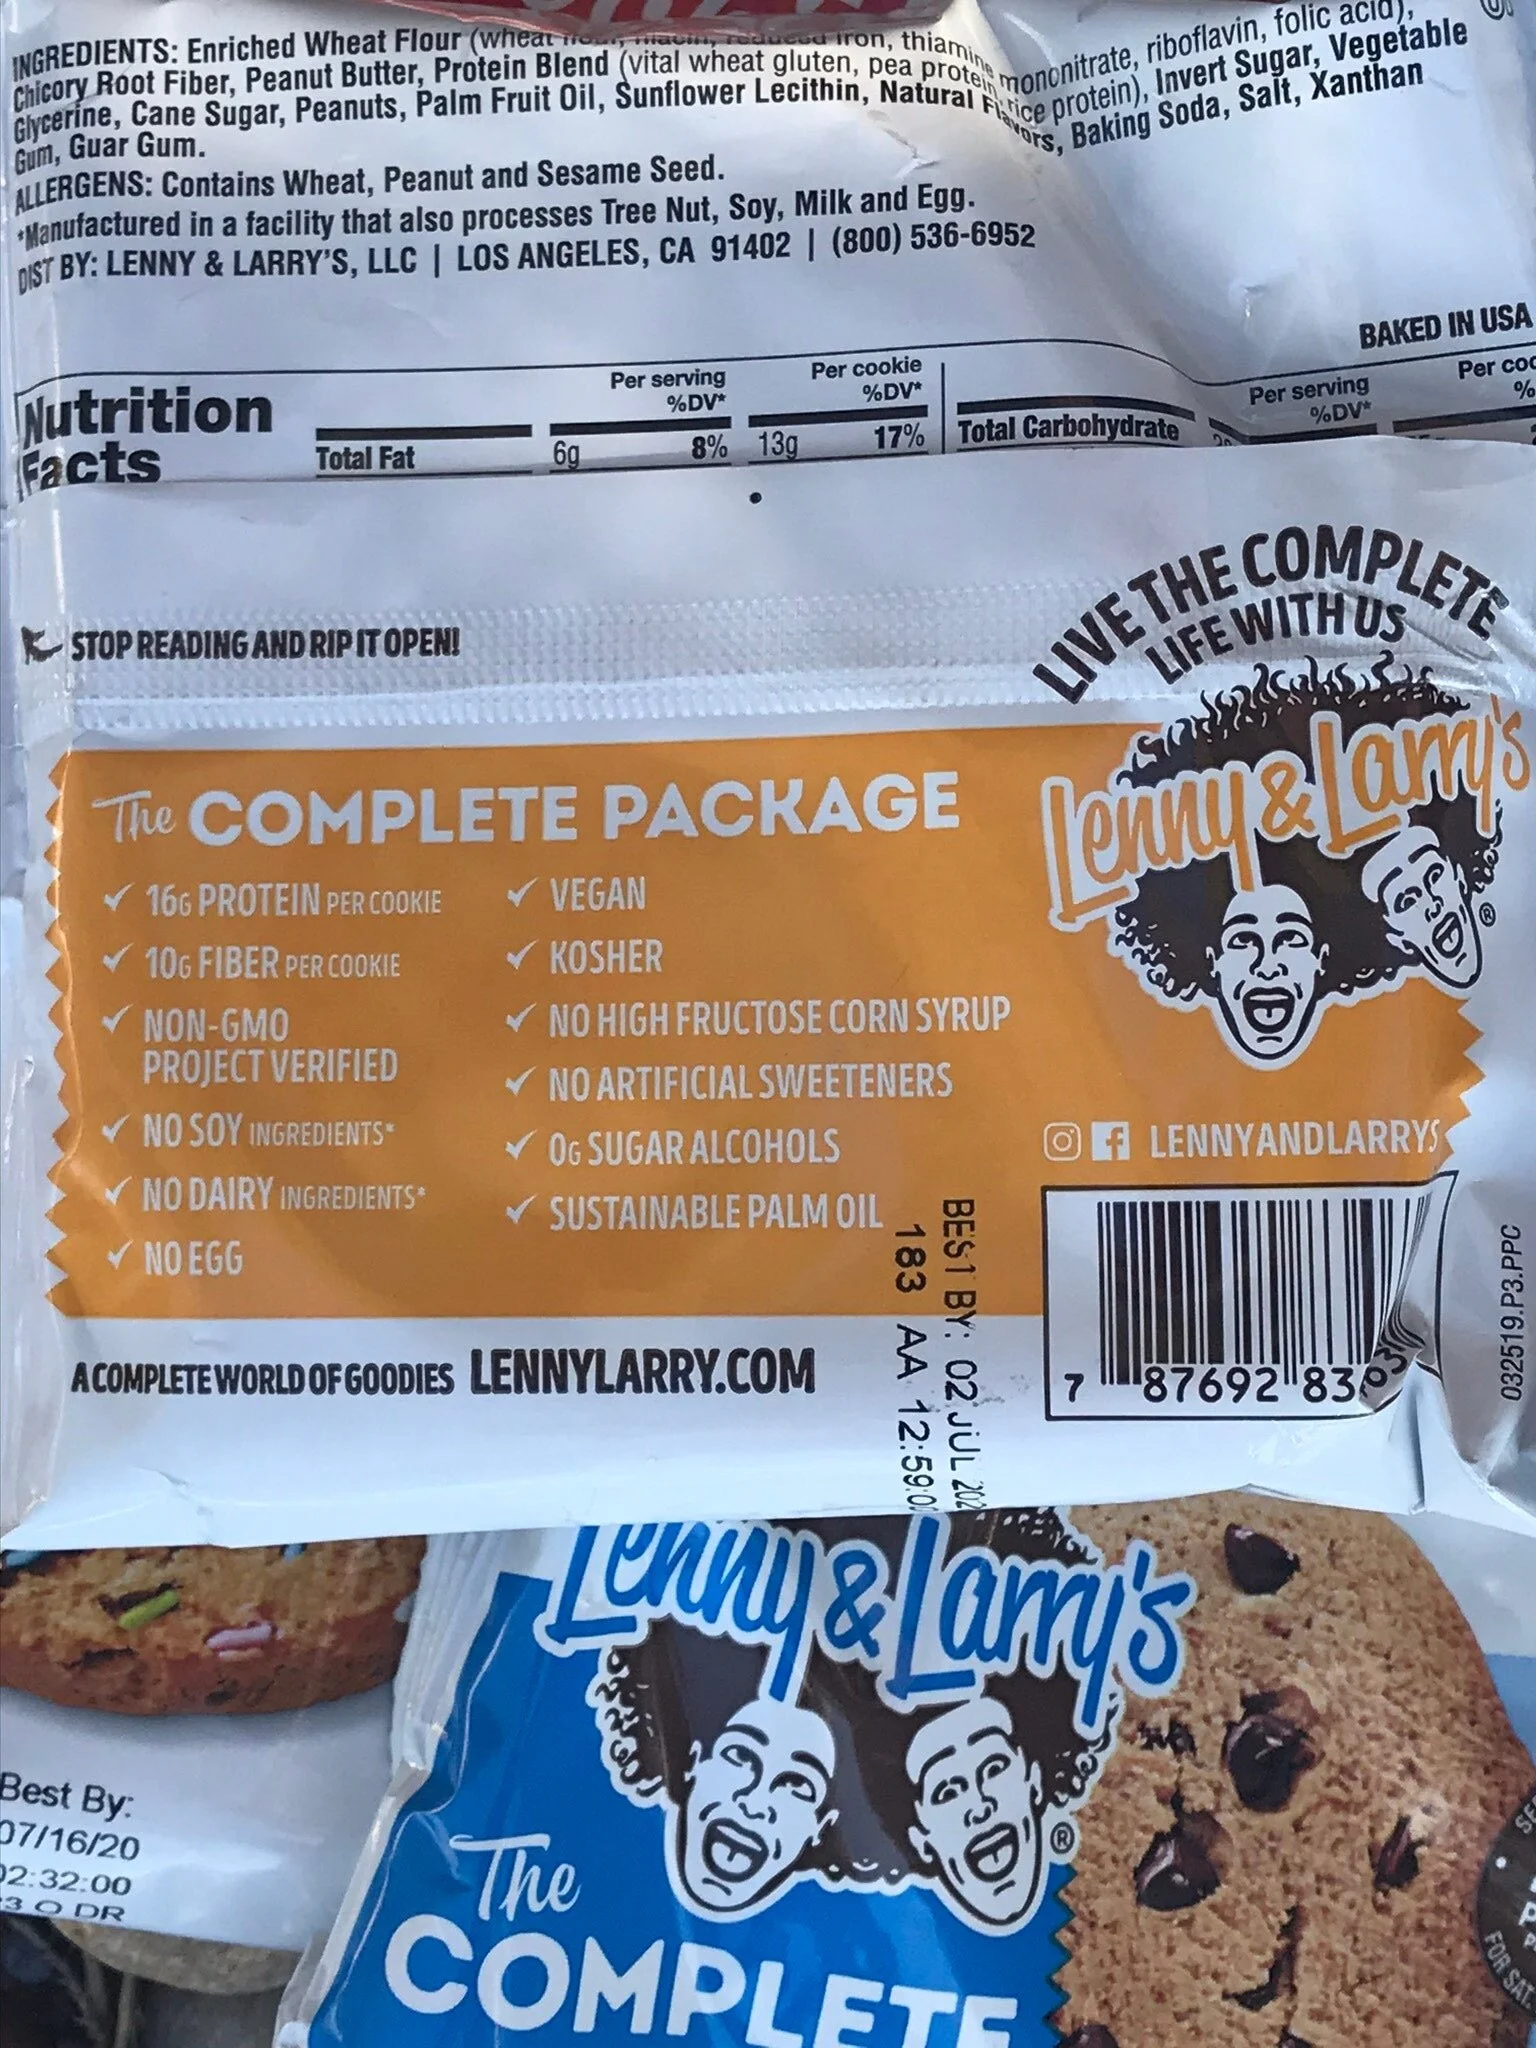 INGREDIENTS: Enriched Wheat Flour (wheat iron, thiamine mononitrate, riboflavin, folic acid),
Chicory Root Fiber, Peanut Butter, Protein Blend (vital wheat gluten, pea protein, rice protein), Invert Sugar, Vegetable
Glycerine, Cane Sugar, Peanuts, Palm Fruit Oil, Sunflower Lecithin, Natural Flavors, Baking Soda, Salt, Xanthan
Gum, Guar Gum.
ALLERGENS: Contains Wheat, Peanut and Sesame Seed.
*Manufactured in a facility that also processes Tree Nut, Soy, Milk and Egg.
DIST BY: LENNY & LARRY'S, LLC | LOS ANGELES, CA 91402 | (800) 536-6952
BAKED IN USA
Nutrition
Facts
Per serving
%DV*
Per cookie
%DV*
Total Fat 6g 8% 13g 17%
Total Carbohydrate
Per serving
%DV*
Per
%
STOP READING AND RIP IT OPEN!
LIVE THE COMPLETE
LIFE WITH US
Lenny & Larry's
®
The COMPLETE PACKAGE
✓ 16G PROTEIN PER COOKIE
✓ 10G FIBER PER COOKIE
✓ NON-GMO
PROJECT VERIFIED
✓ NO SOY INGREDIENTS*
✓ NO DAIRY INGREDIENTS*
✓ NO EGG
✓ VEGAN
✓ KOSHER
✓ NO HIGH FRUCTOSE CORN SYRUP
✓ NO ARTIFICIAL SWEETENERS
✓ 0G SUGAR ALCOHOLS
✓ SUSTAINABLE PALM OIL
LENNYANDLARRYS
BEST BY: 02 JUL
183 AA 12:59:0
7 87692 83
032519.P3.PPC
A COMPLETE WORLD OF GOODIES LENNYLARRY.COM
Lenny & Larry's
®
The
COMPLETE
Best By:
07/16/20
02:32:00
3 O DR
FOR